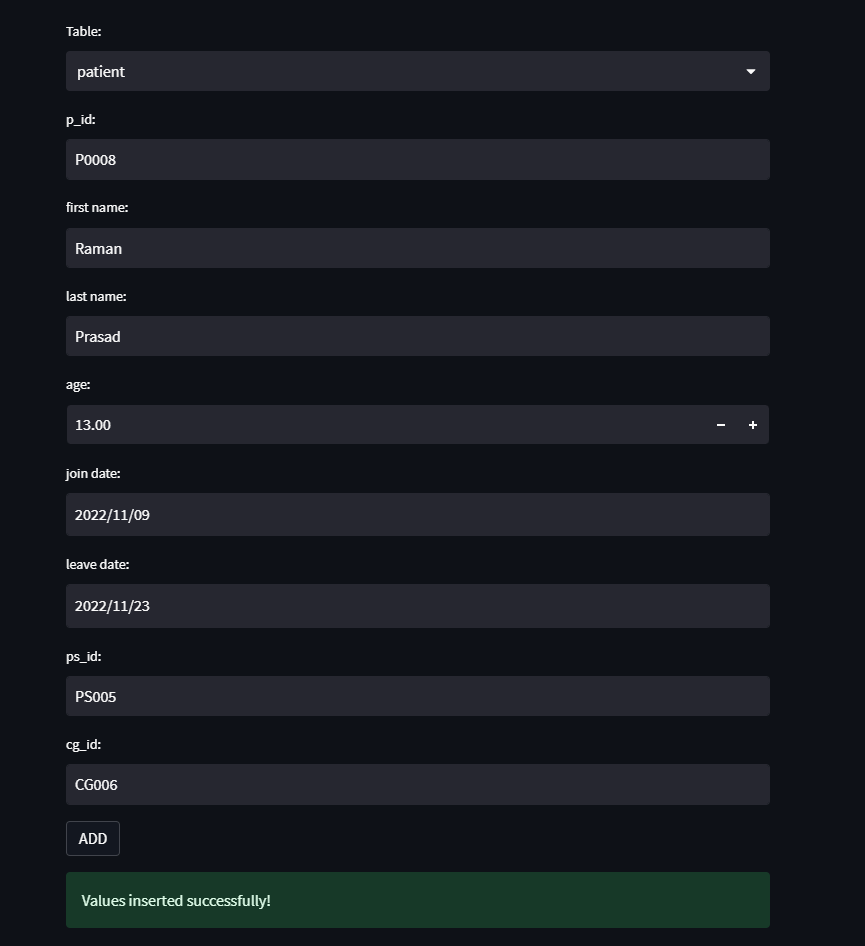 Table:
patient
p_id:
P0008
first name:
Raman
last name:
Prasad
age:
13.00
join date:
2022/11/09
leave date:
2022/11/23
ps_id:
PS005
cg_id:
CG006
ADD
Values inserted successfully!